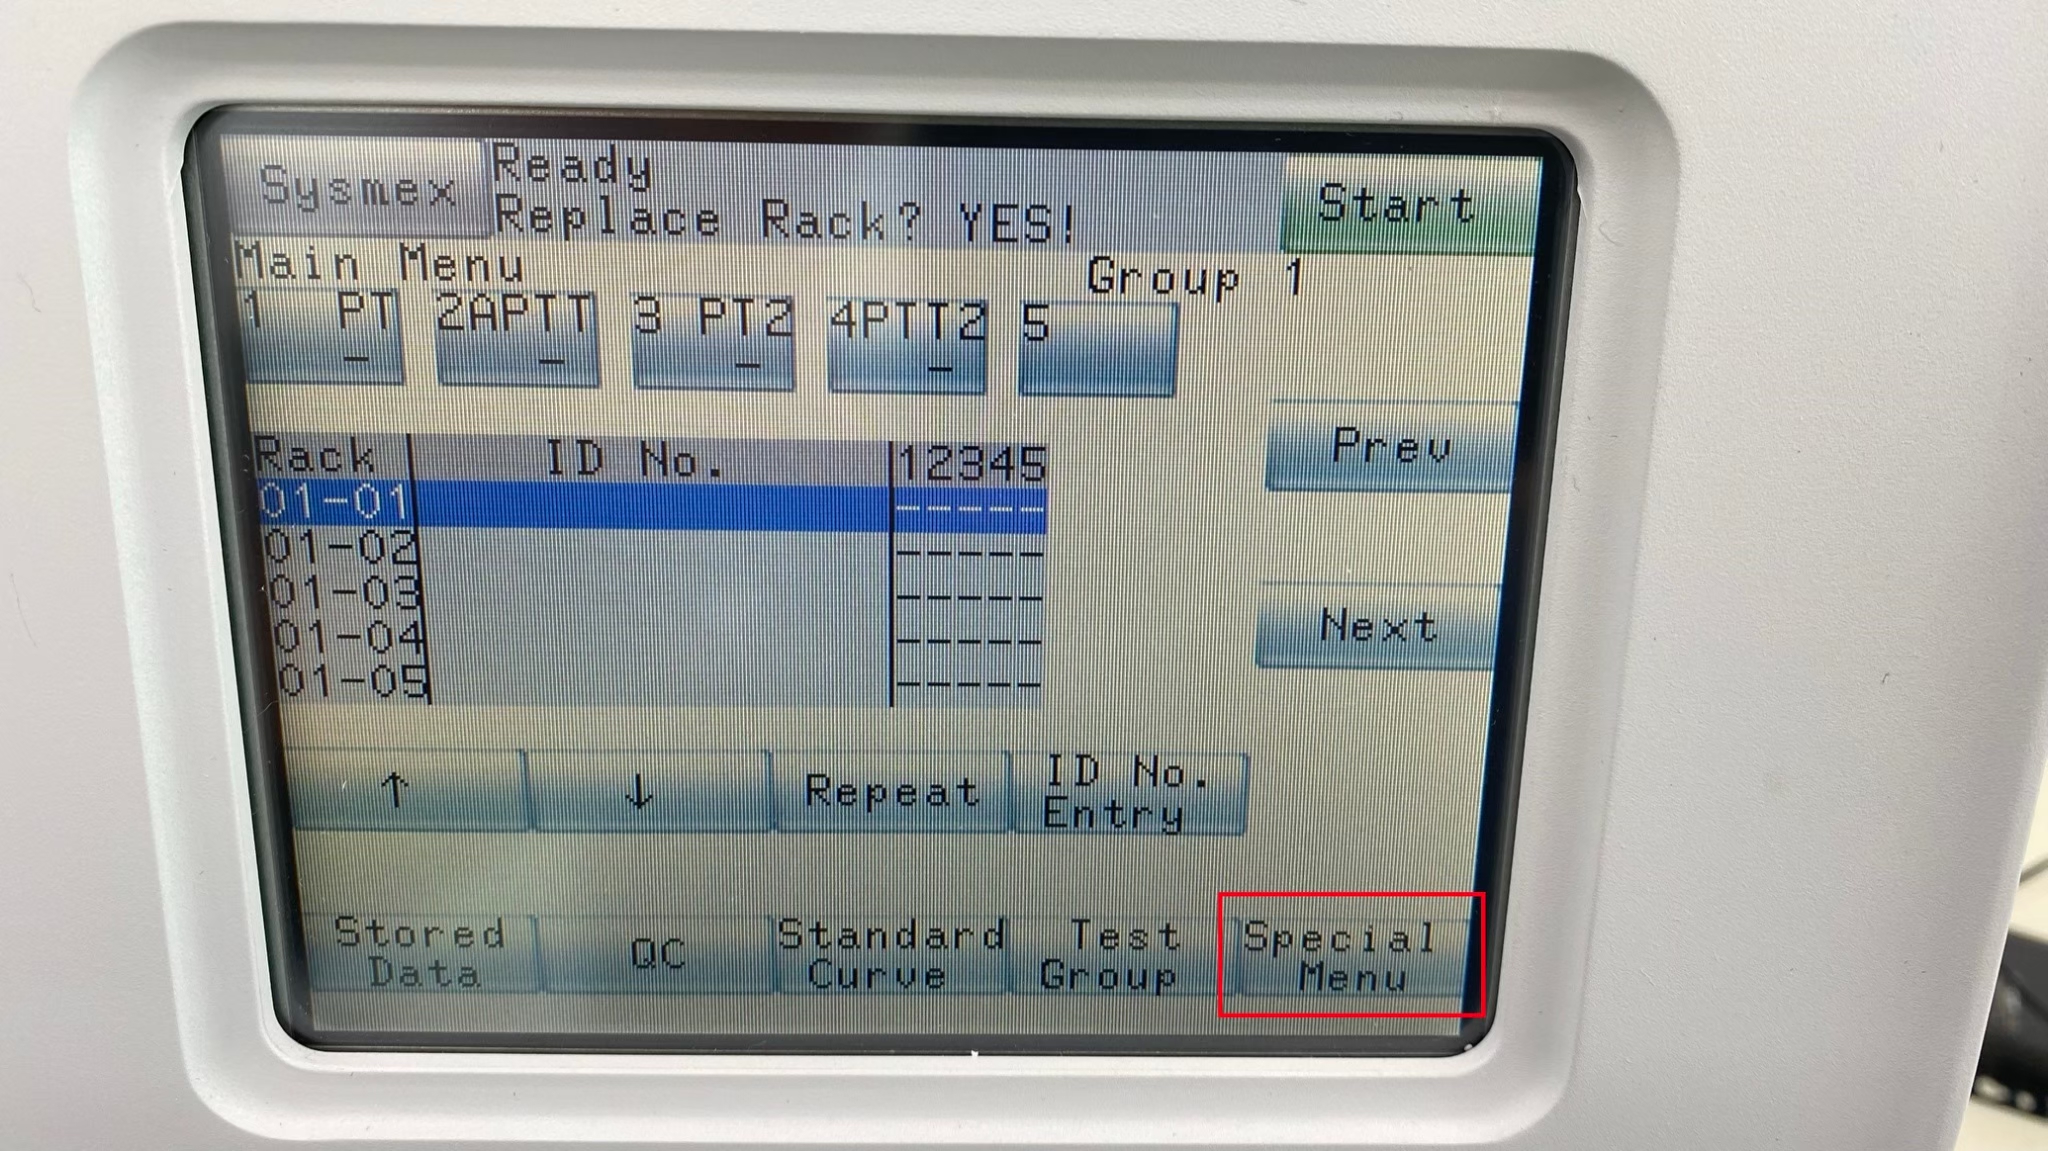 Sysmex
Ready
Replace Rack? YES!
Start
Main Menu
Group 1
1 PT
-
2APTT
-
3 PT2
-
4PTT2
-
5
Prev
Rack
ID No.
12345
01-01
-----
01-02
-----
01-03
-----
01-04
-----
01-05
-----
Next
↑
↓
Repeat
ID No.
Entry
Stored
Data
QC
Standard
Curve
Test
Group
Special
Menu